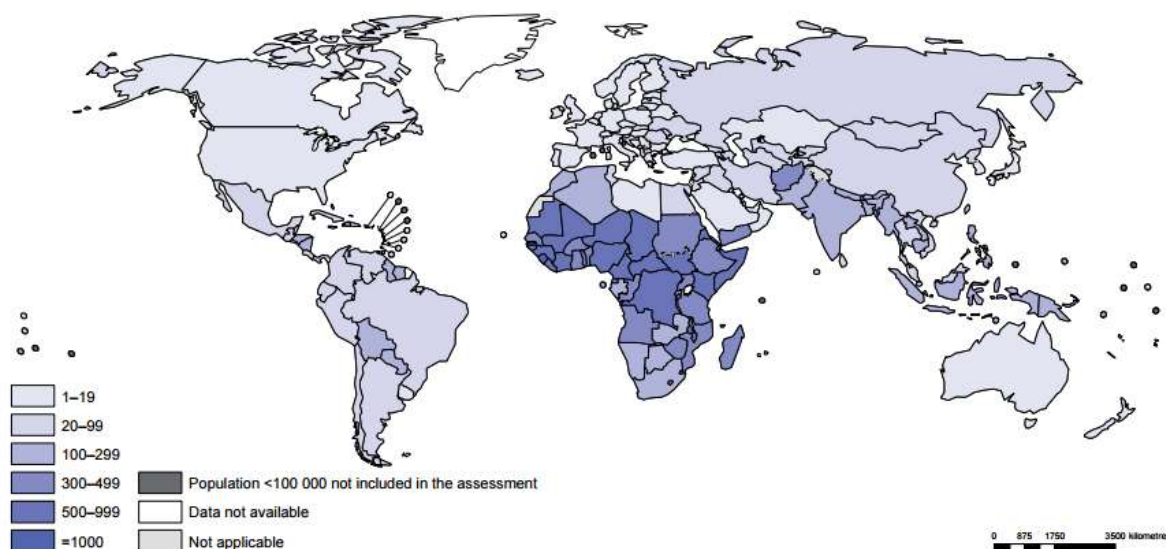 1–19
20–99
100–299
300–499
500–999
=1000
Population <100 000 not included in the assessment
Data not available
Not applicable
0 875 1750 3500 kilometre